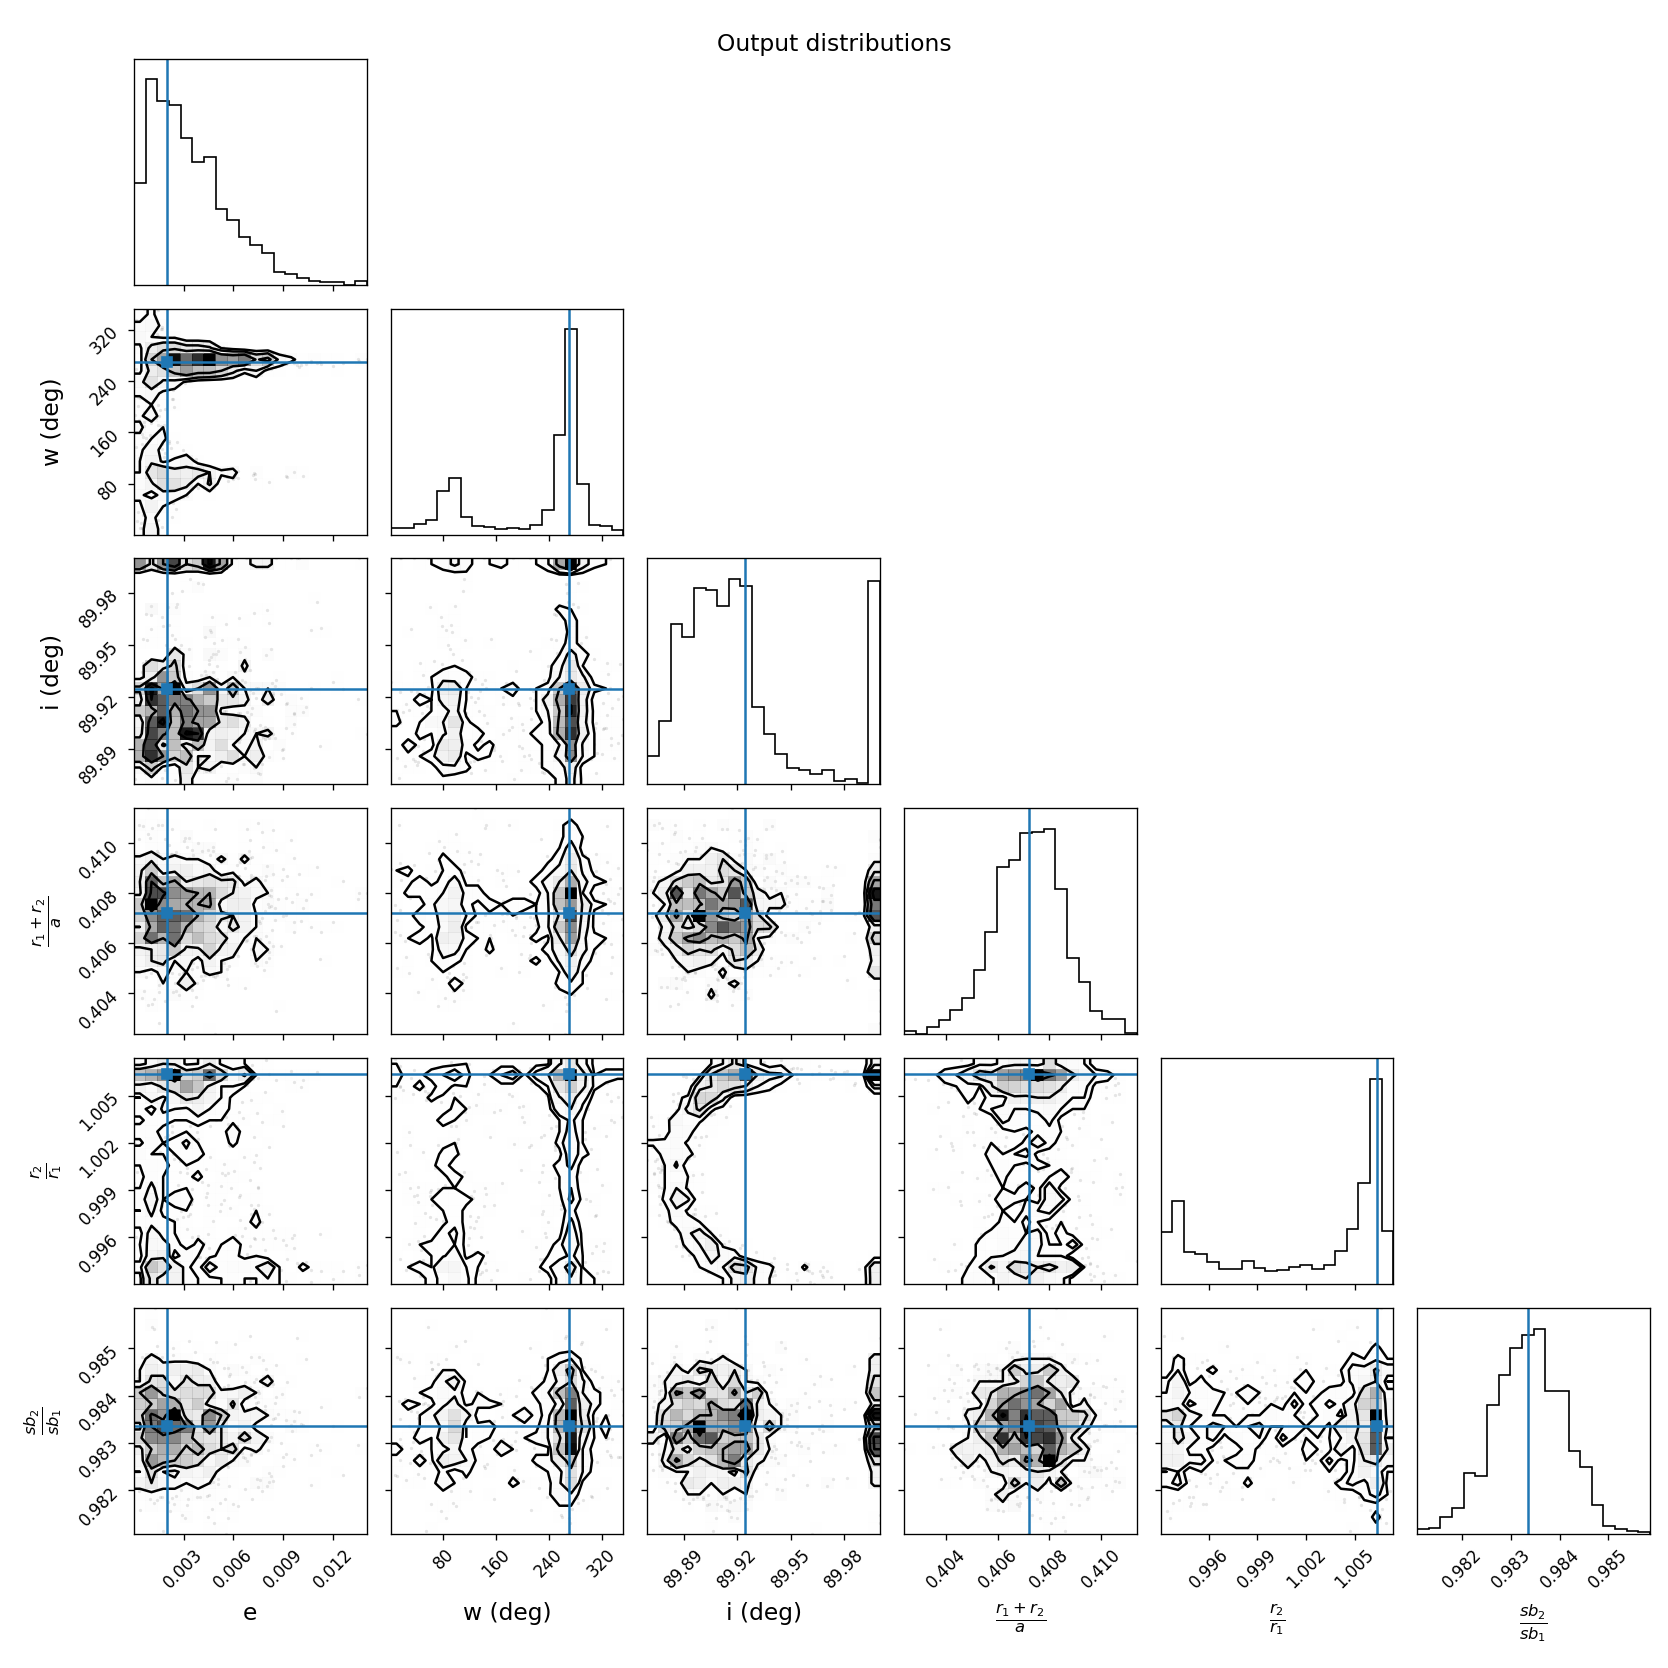 Output distributions
w (deg)
320
240
160
80
i (deg)
89.98
89.95
89.92
89.89
r₁ + r₂
a
0.410
0.408
0.406
0.404
r₂
r₁
1.005
1.002
0.999
0.996
sb₂
sb₁
0.985
0.984
0.983
0.982
0.003 0.006 0.009 0.012 80 160 240 320 89.89 89.92 89.95 89.98 0.404 0.406 0.408 0.410 0.996 0.999 1.002 1.005 0.982 0.983 0.984 0.985
e w (deg) i (deg) r₁ + r₂ r₂ sb₂
a r₁ sb₁